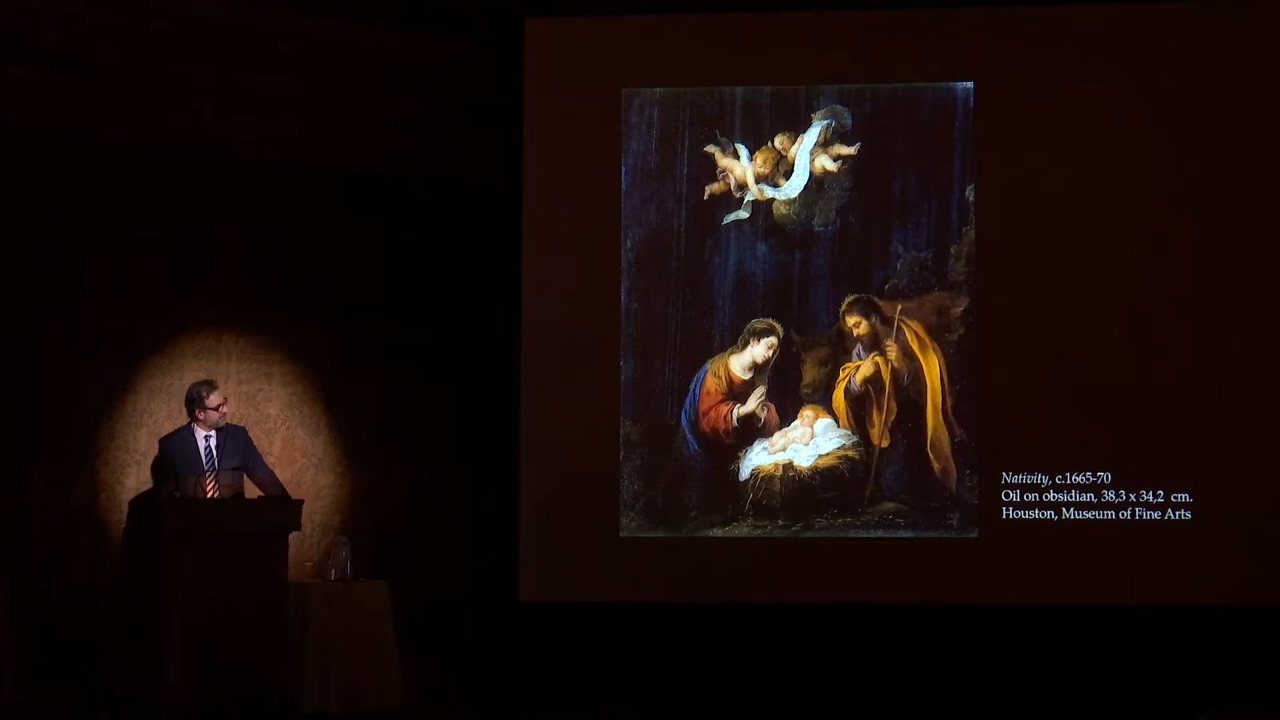 Nativity, c.1665-70
Oil on obsidian, 38,3 x 34,2 cm.
Houston, Museum of Fine Arts